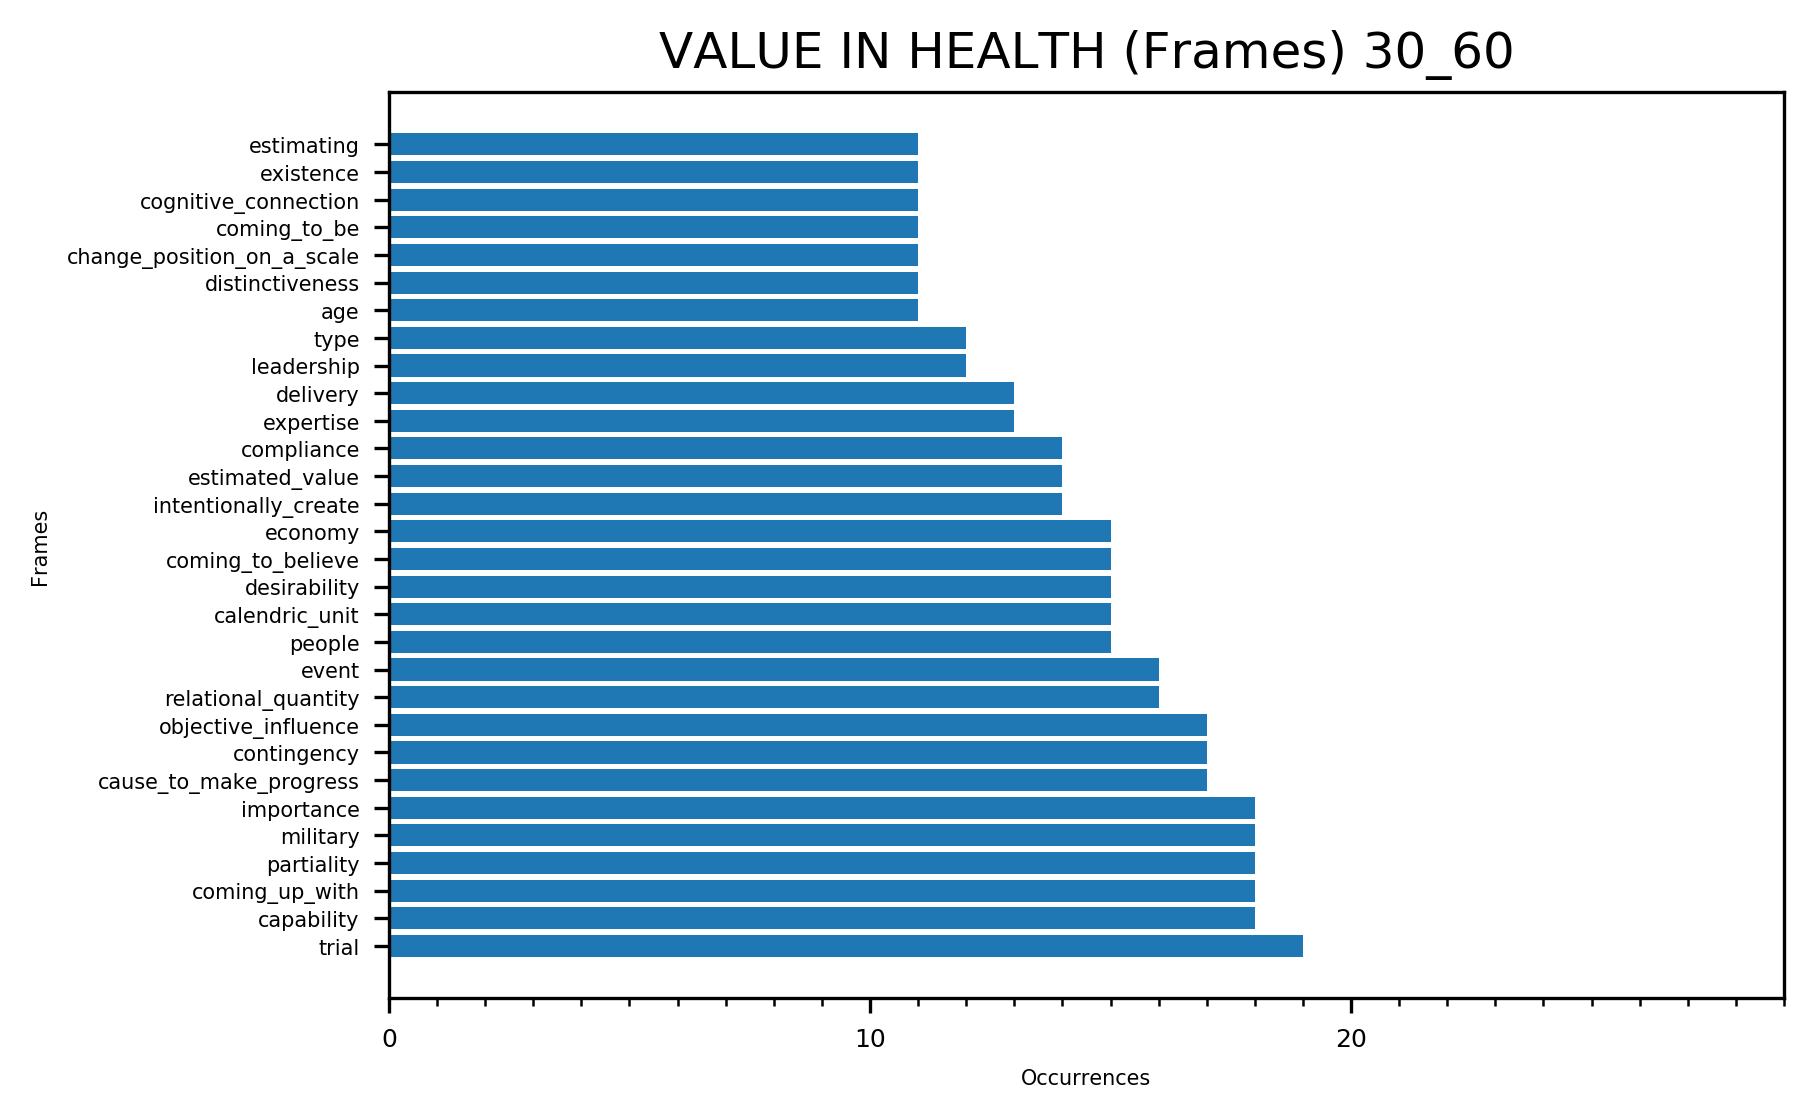 VALUE IN HEALTH (Frames) 30_60
estimating
existence
cognitive_connection
coming_to_be
change_position_on_a_scale
distinctiveness
age
type
leadership
delivery
expertise
compliance
estimated_value
intentionally_create
economy
coming_to_believe
desirability
calendric_unit
people
event
relational_quantity
objective_influence
contingency
cause_to_make_progress
importance
military
partiality
coming_up_with
capability
trial
Frames
0 10 20
Occurrences